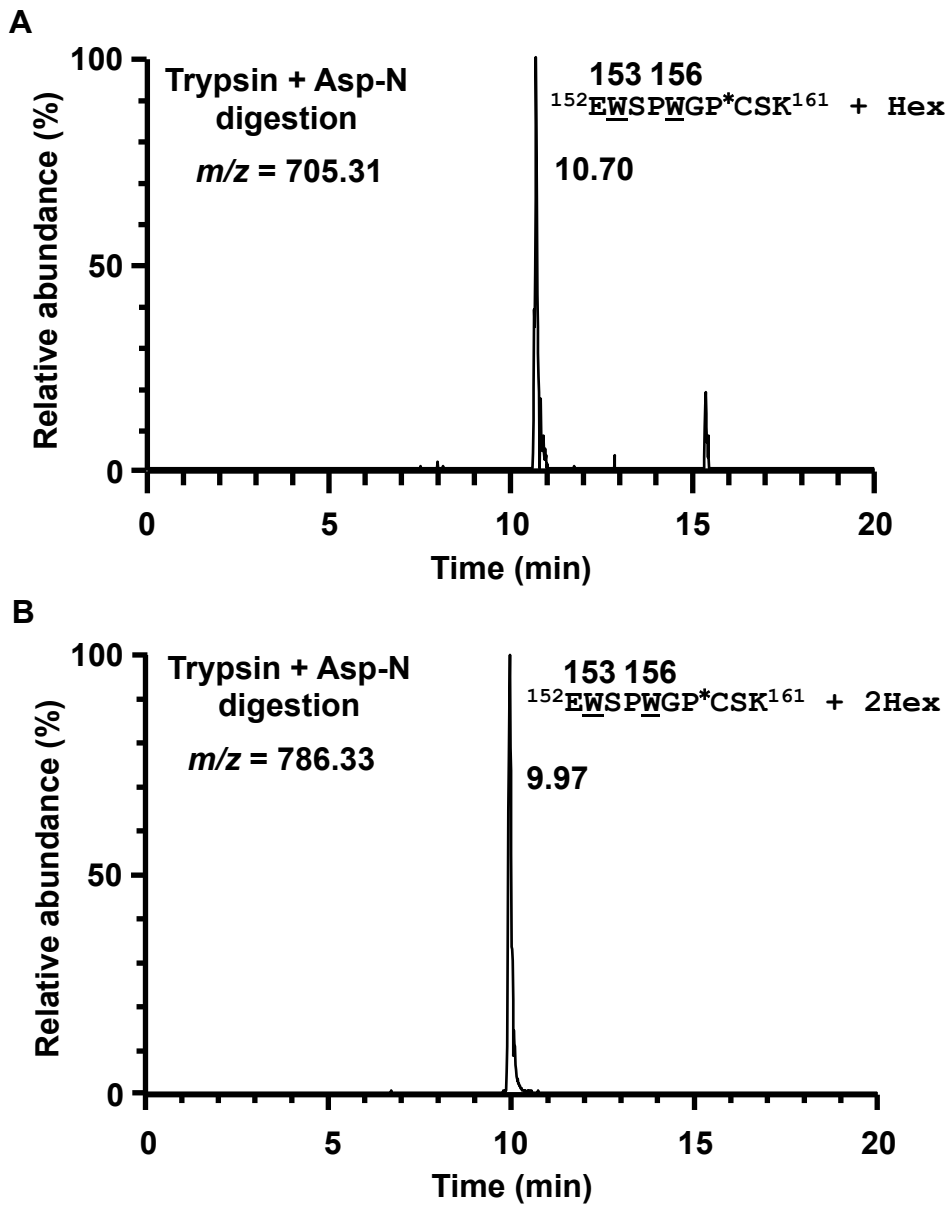 A
100
50
0
Relative abundance (%)
Trypsin + Asp-N
digestion
m/z = 705.31
153 156
¹⁵²EWSPWGP*CSK¹⁶¹ + Hex
10.70
0 5 10 15 20
Time (min)
B
100
50
0
Relative abundance (%)
Trypsin + Asp-N
digestion
m/z = 786.33
153 156
¹⁵²EWSPWGP*CSK¹⁶¹ + 2Hex
9.97
0 5 10 15 20
Time (min)